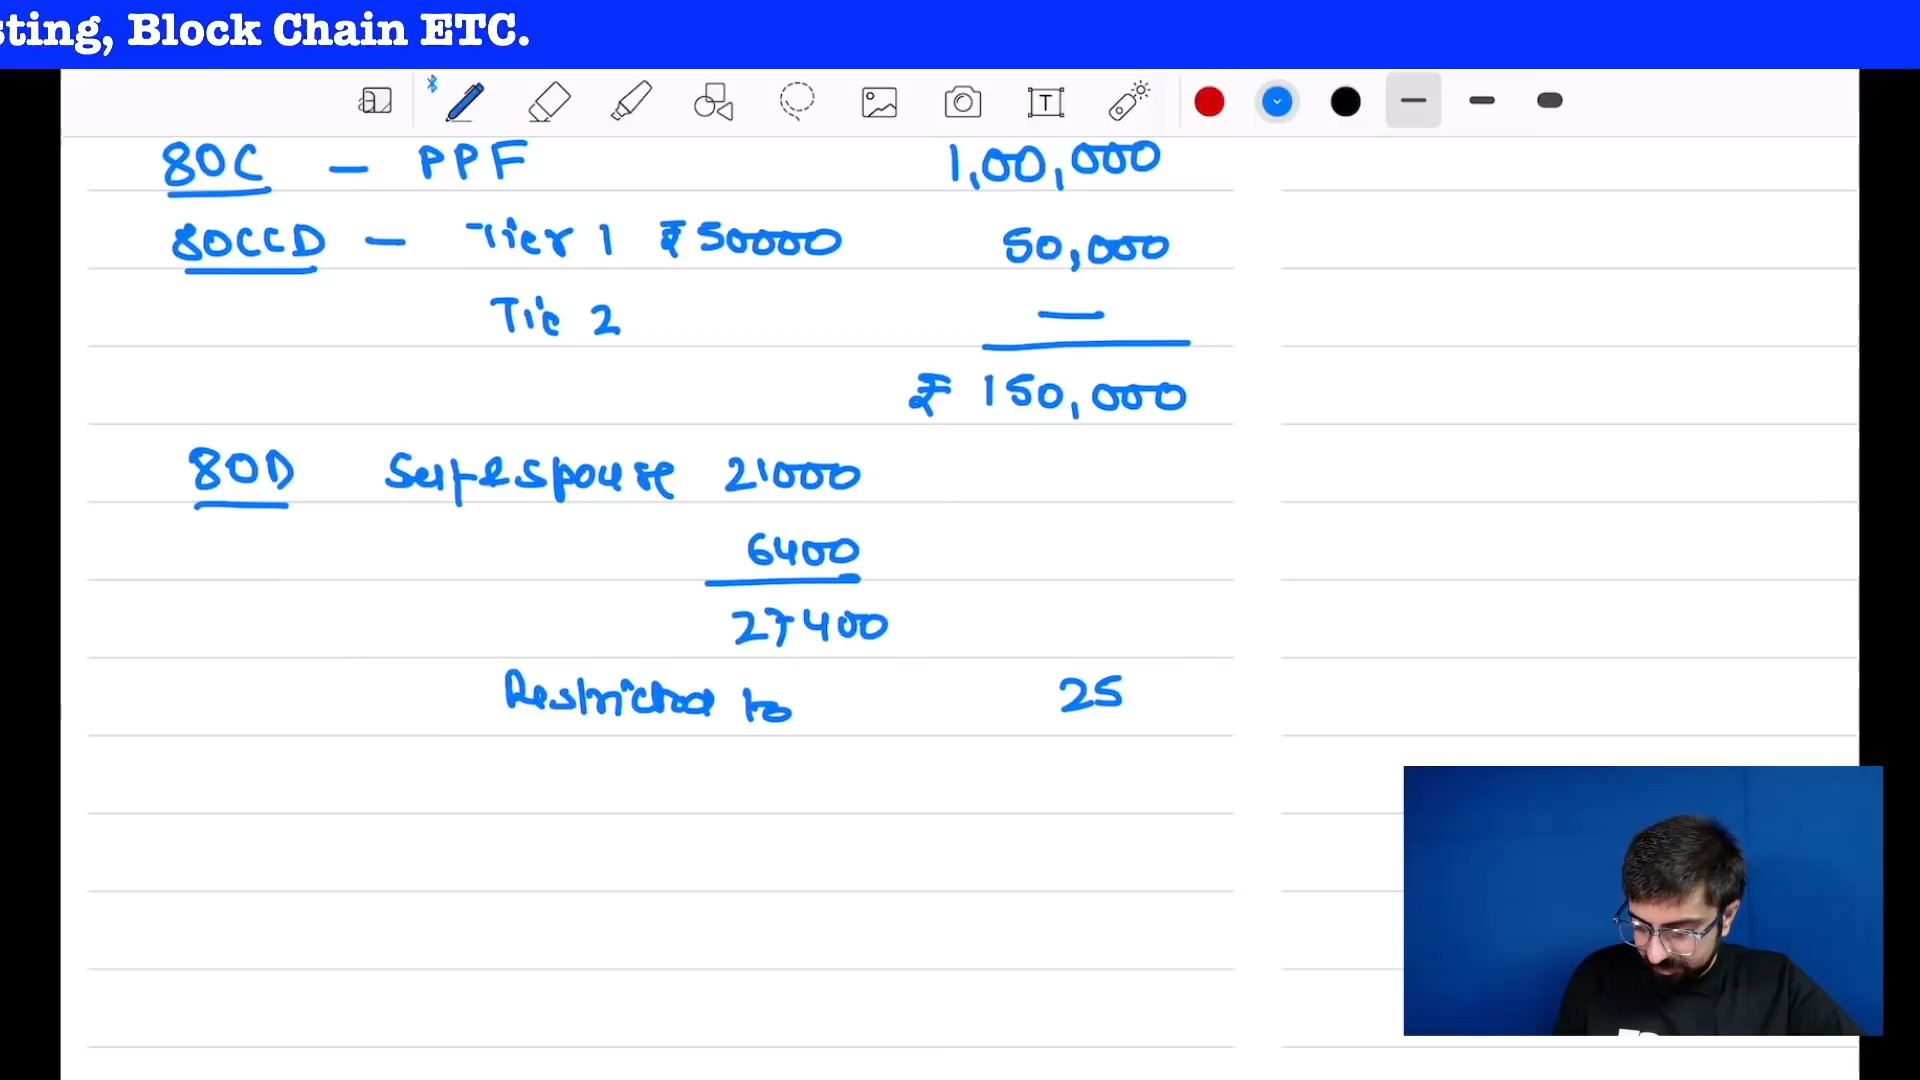 sting, Block Chain ETC.
T
80C — PPF 1,00,000
80CCD — Tier 1 ₹50000 50,000
Tie 2 —
₹ 150,000
80D Self & Spouse 21000
6400
27400
Restricted to 25